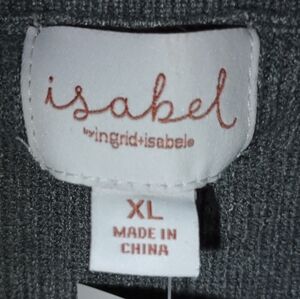 isabel
by ingrid+isabel®
XL
MADE IN
CHINA